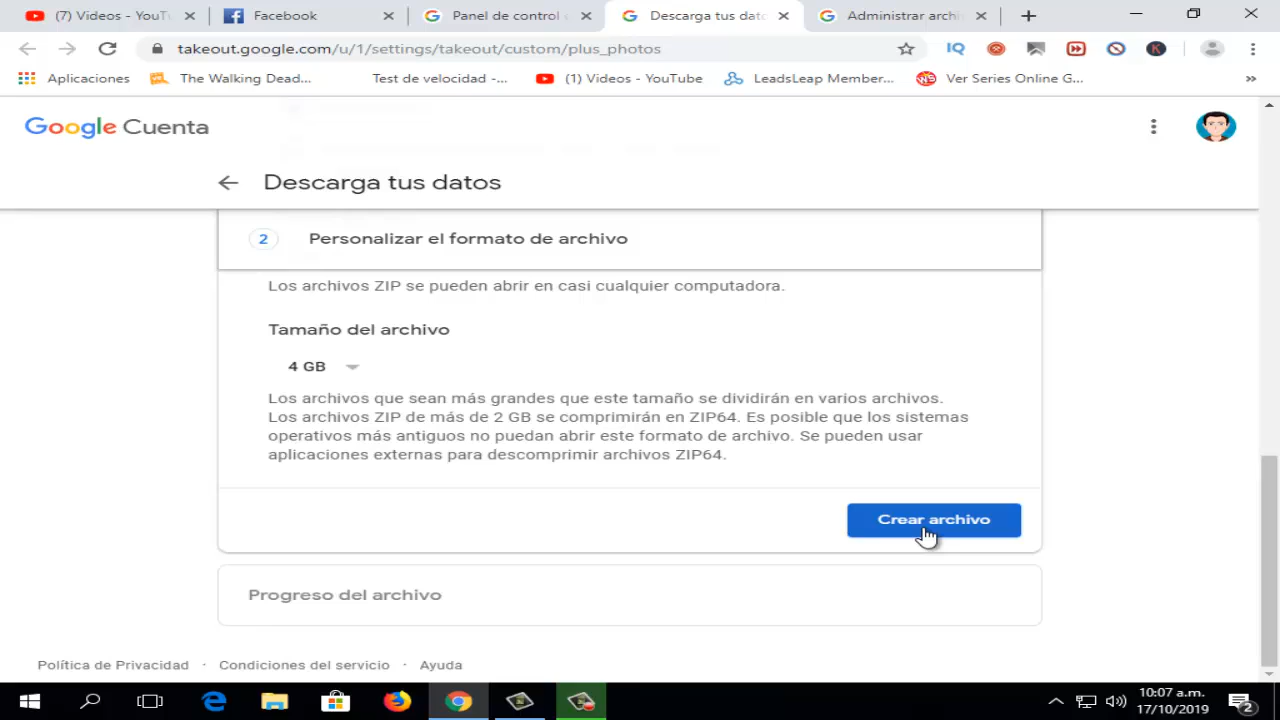 (7) Videos - YouT
Facebook
Panel de control
Descarga tus dato
Administrar archi
takeout.google.com/u/1/settings/takeout/custom/plus_photos
IQ
K
Aplicaciones
The Walking Dead...
Test de velocidad -...
(1) Videos - YouTube
LeadsLeap Member...
Ver Series Online G...
Google Cuenta
Descarga tus datos
2 Personalizar el formato de archivo
Los archivos ZIP se pueden abrir en casi cualquier computadora.
Tamaño del archivo
4 GB
Los archivos que sean más grandes que este tamaño se dividirán en varios archivos.
Los archivos ZIP de más de 2 GB se comprimirán en ZIP64. Es posible que los sistemas
operativos más antiguos no puedan abrir este formato de archivo. Se pueden usar
aplicaciones externas para descomprimir archivos ZIP64.
Crear archivo
Progreso del archivo
Política de Privacidad · Condiciones del servicio · Ayuda
10:07 a.m.
17/10/2019
2